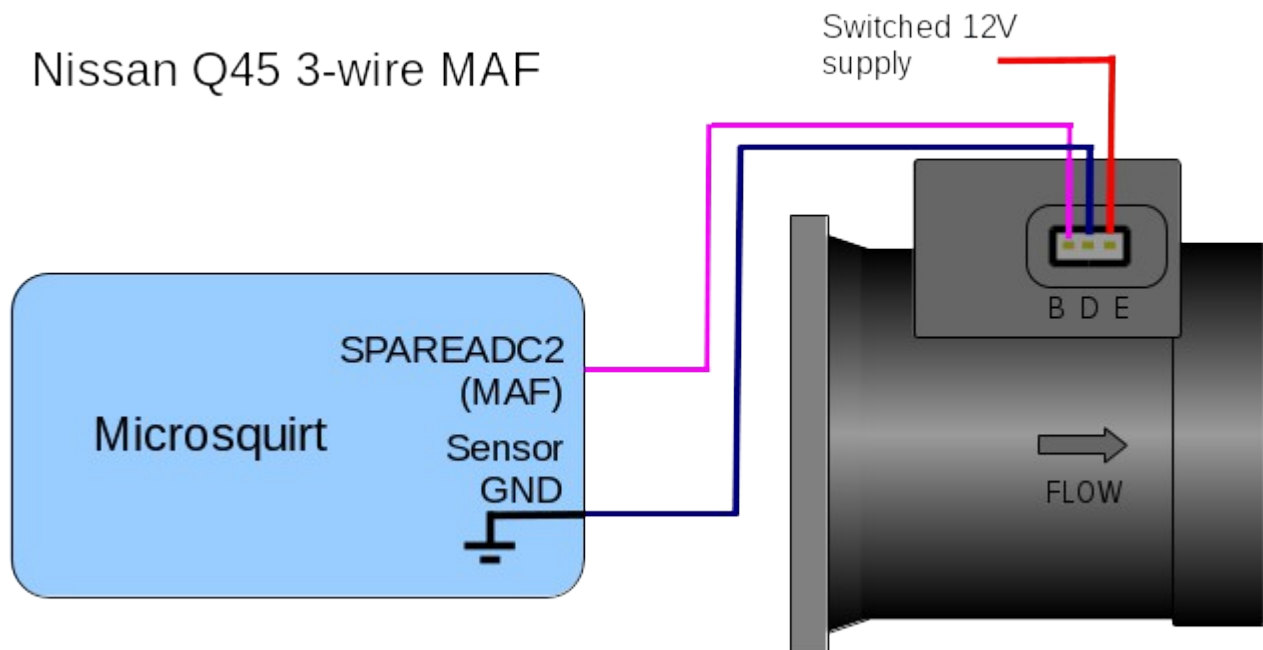 Nissan Q45 3-wire MAF
Switched 12V
supply
B D E
FLOW
SPAREADC2
(MAF)
Microsquirt
Sensor
GND